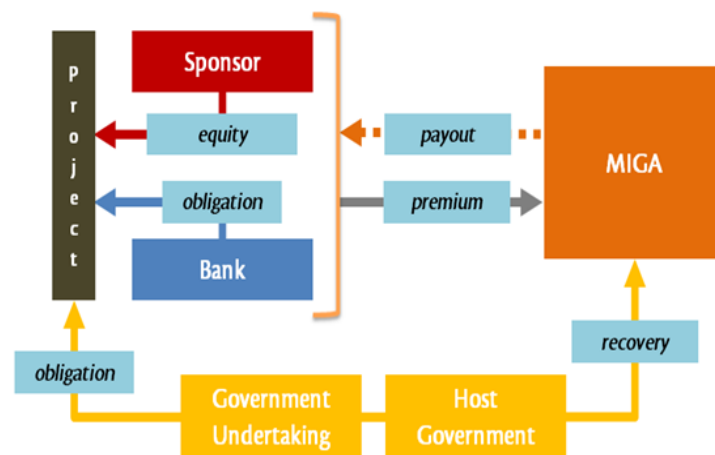 Project
Sponsor
equity
obligation
Bank
payout
premium
MIGA
obligation
recovery
Government
Undertaking
Host
Government